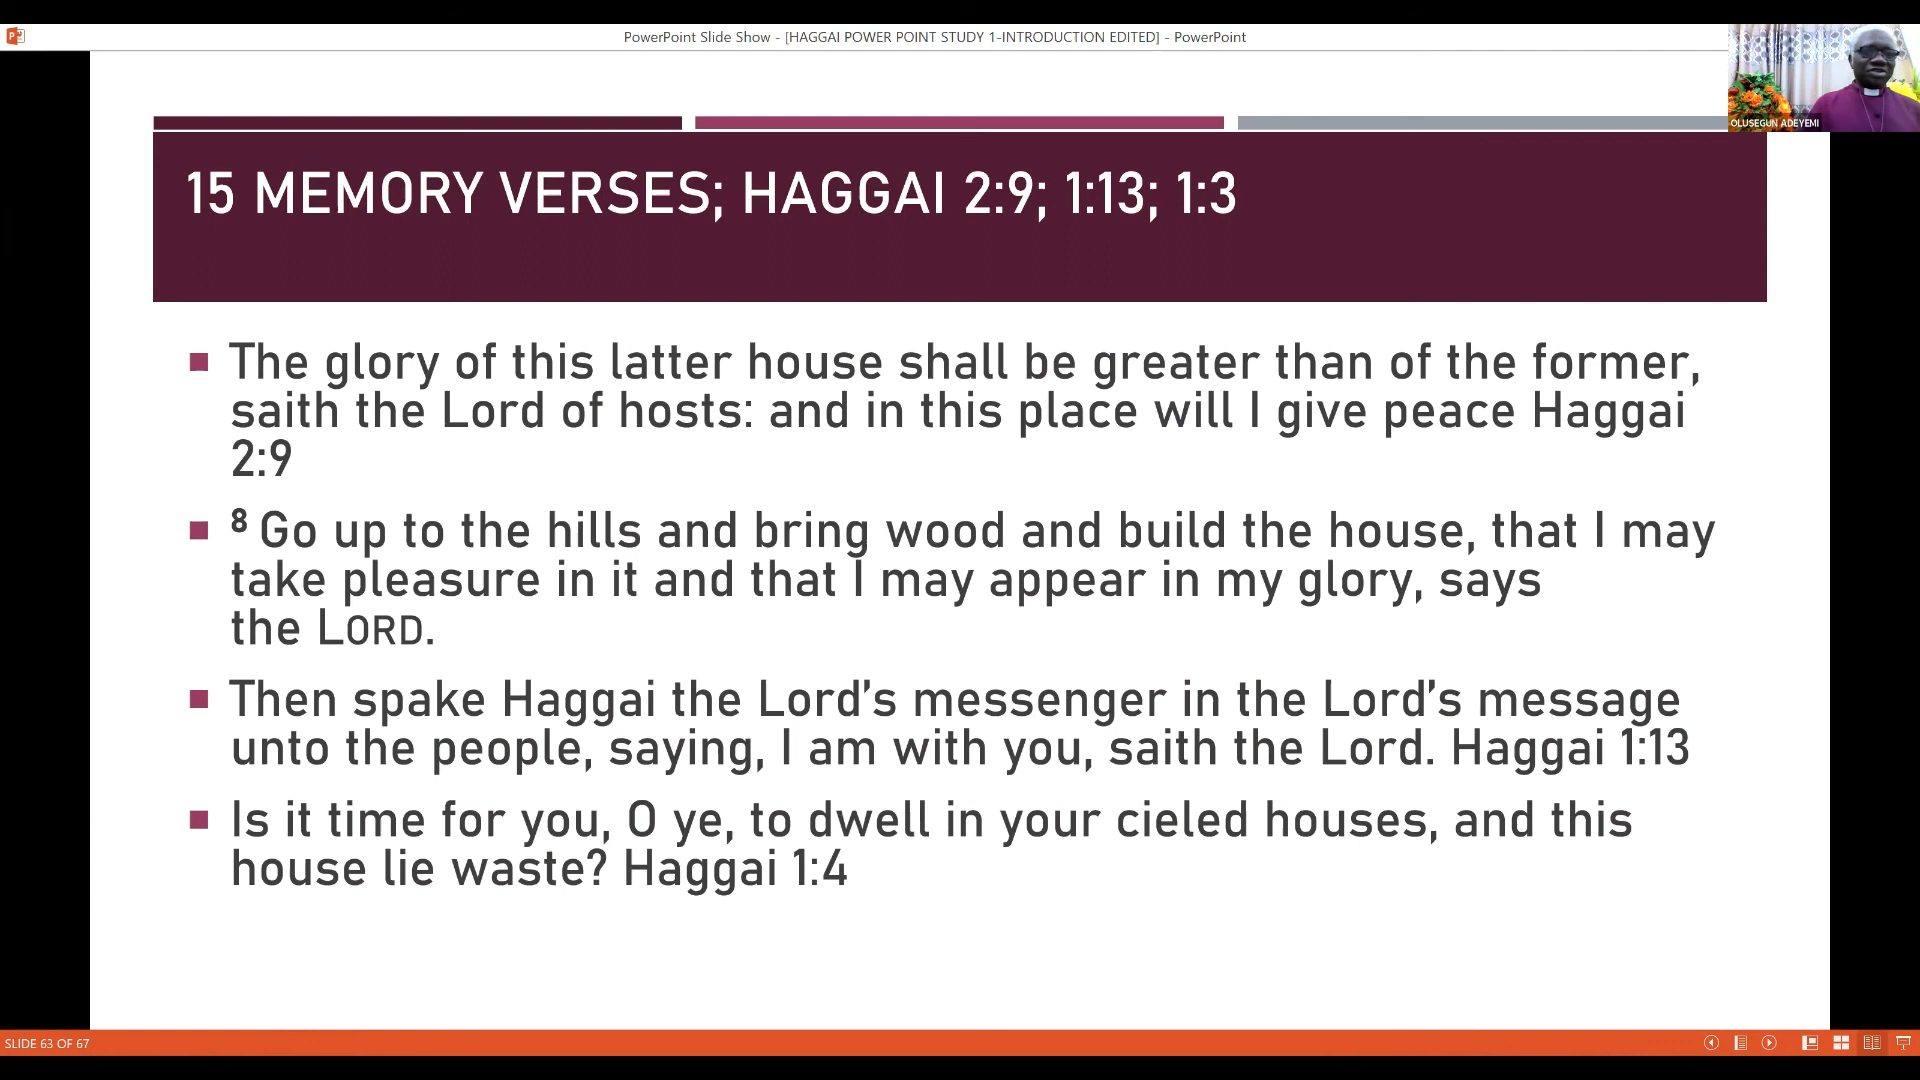 PowerPoint Slide Show - [HAGGAI POWER POINT STUDY 1-INTRODUCTION EDITED] - PowerPoint
OLUSEGUN ADEYEMI
15 MEMORY VERSES; HAGGAI 2:9; 1:13; 1:3
The glory of this latter house shall be greater than of the former,
saith the Lord of hosts: and in this place will I give peace Haggai
2:9
8 Go up to the hills and bring wood and build the house, that I may
take pleasure in it and that I may appear in my glory, says
the LORD.
Then spake Haggai the Lord’s messenger in the Lord’s message
unto the people, saying, I am with you, saith the Lord. Haggai 1:13
Is it time for you, O ye, to dwell in your cieled houses, and this
house lie waste? Haggai 1:4
SLIDE 63 OF 67